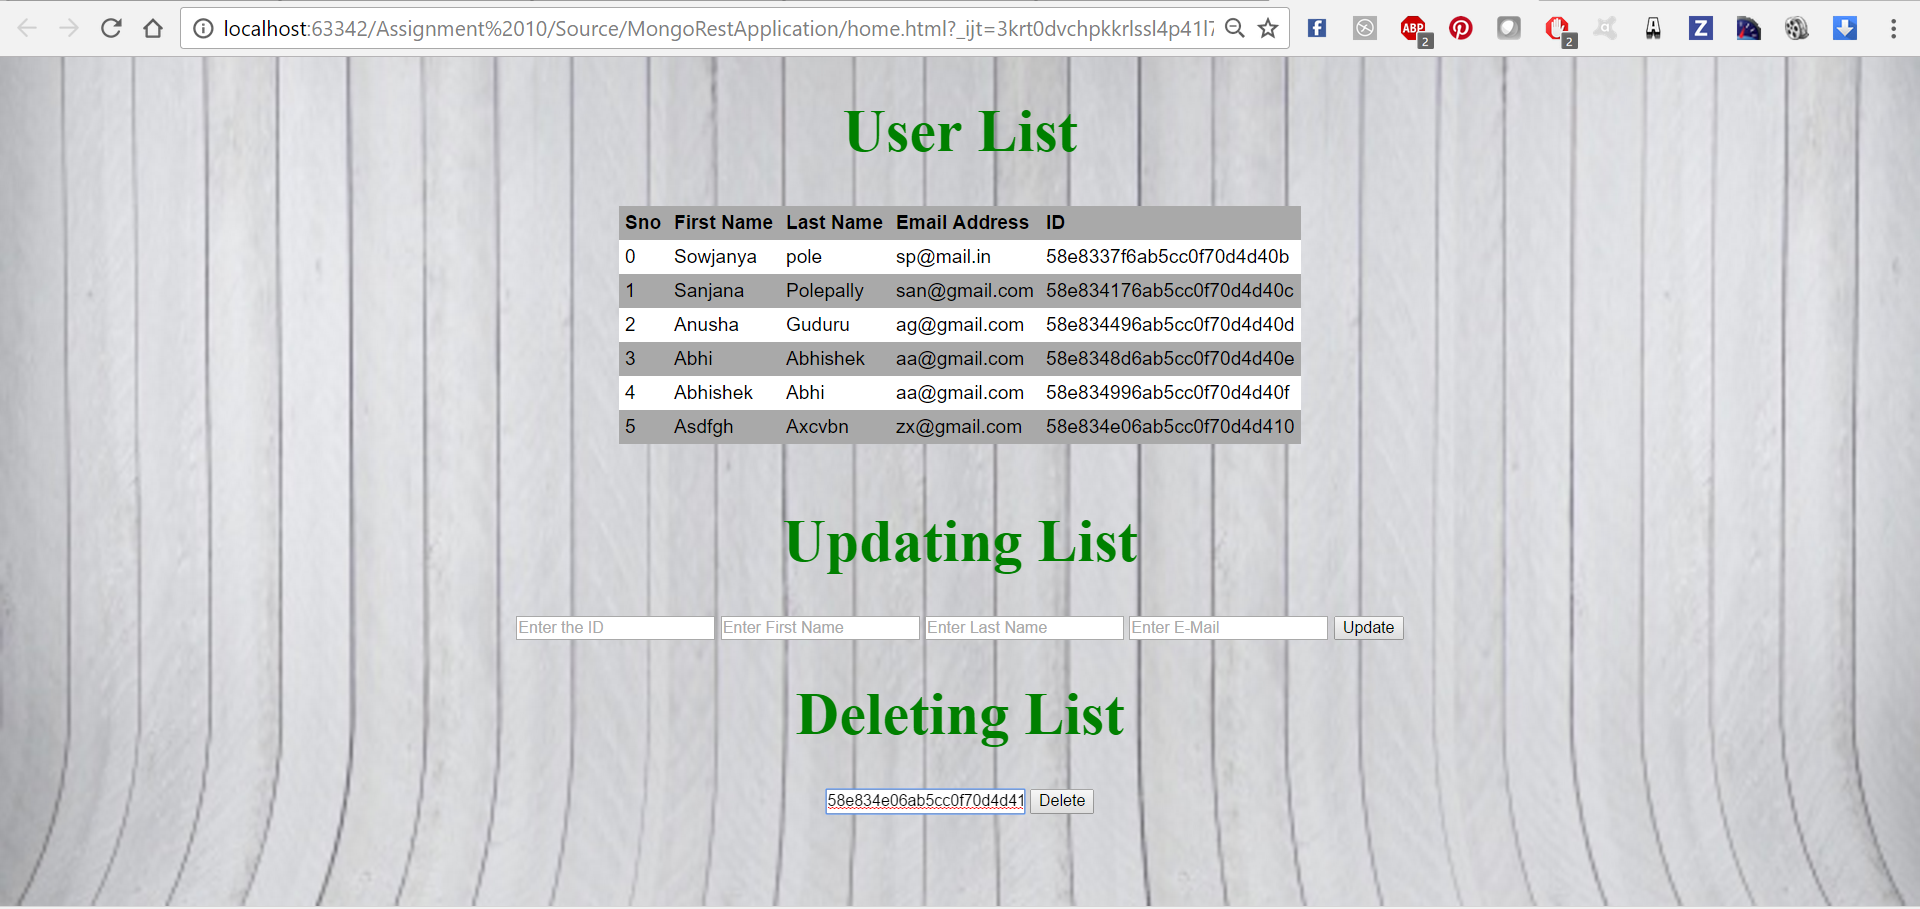 localhost:63342/Assignment%2010/Source/MongoRestApplication/home.html?_ijt=3krt0dvchpkkrlssl4p41l7
f ABP 2 2 A Z
User List
Sno First Name Last Name Email Address ID
0 Sowjanya pole sp@mail.in 58e8337f6ab5cc0f70d4d40b
1 Sanjana Polepally san@gmail.com 58e834176ab5cc0f70d4d40c
2 Anusha Guduru ag@gmail.com 58e834496ab5cc0f70d4d40d
3 Abhi Abhishek aa@gmail.com 58e8348d6ab5cc0f70d4d40e
4 Abhishek Abhi aa@gmail.com 58e834996ab5cc0f70d4d40f
5 Asdfgh Axcvbn zx@gmail.com 58e834e06ab5cc0f70d4d410
Updating List
Enter the ID Enter First Name Enter Last Name Enter E-Mail Update
Deleting List
58e834e06ab5cc0f70d4d41 Delete